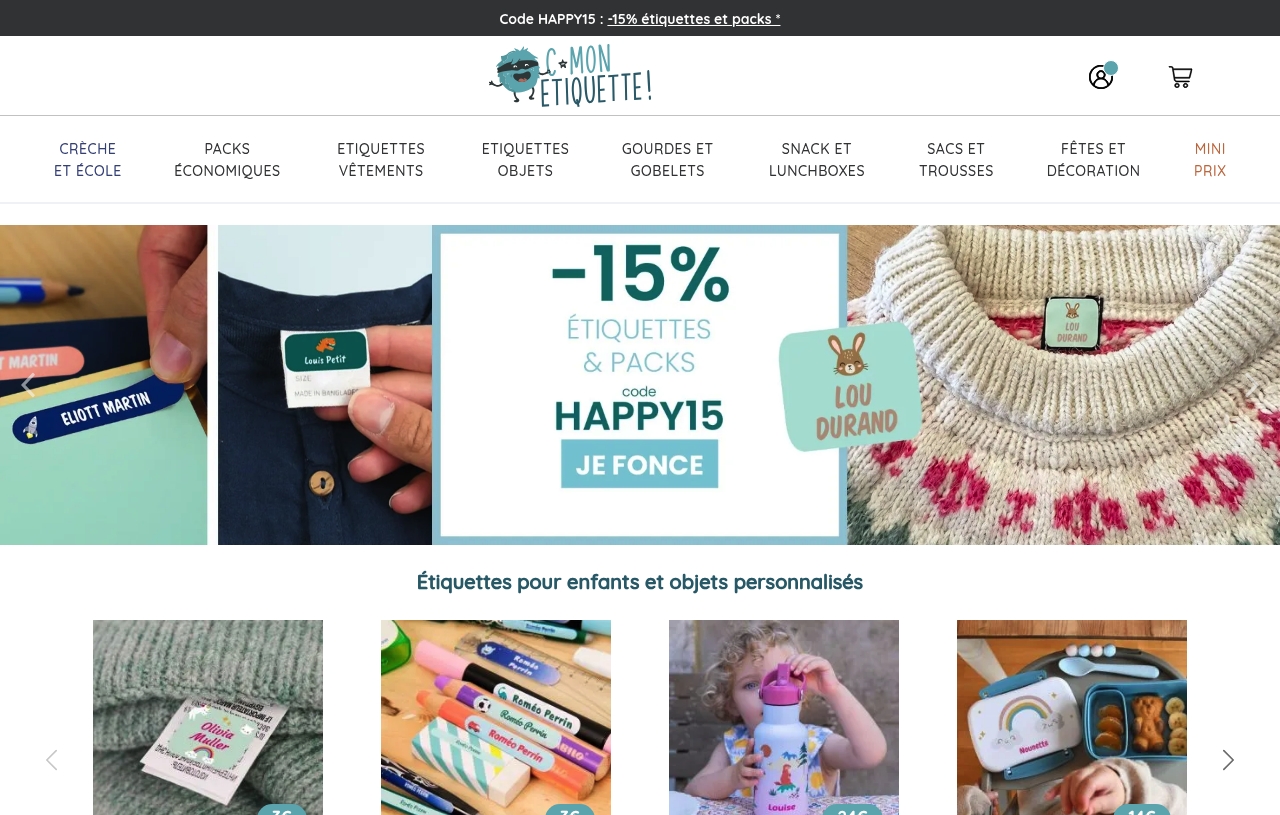 Code HAPPY15 : -15% étiquettes et packs *
C MON
ETIQUETTE!
CRÈCHE
ET ÉCOLE
PACKS
ÉCONOMIQUES
ETIQUETTES
VÊTEMENTS
ETIQUETTES
OBJETS
GOURDES ET
GOBELETS
SNACK ET
LUNCHBOXES
SACS ET
TROUSSES
FÊTES ET
DÉCORATION
MINI
PRIX
T MARTIN
ELIOTT MARTIN
Louis Petit
SIZE
MADE IN
-15%
ÉTIQUETTES
& PACKS
code
HAPPY15
JE FONCE
LOU
DURAND
LOU
DURAND
Étiquettes pour enfants et objets personnalisés
Olivia
Muller
Roméo
Perrin
Roméo Perrin
Roméo Perrin
Roméo Perrin
Louise
Nounette